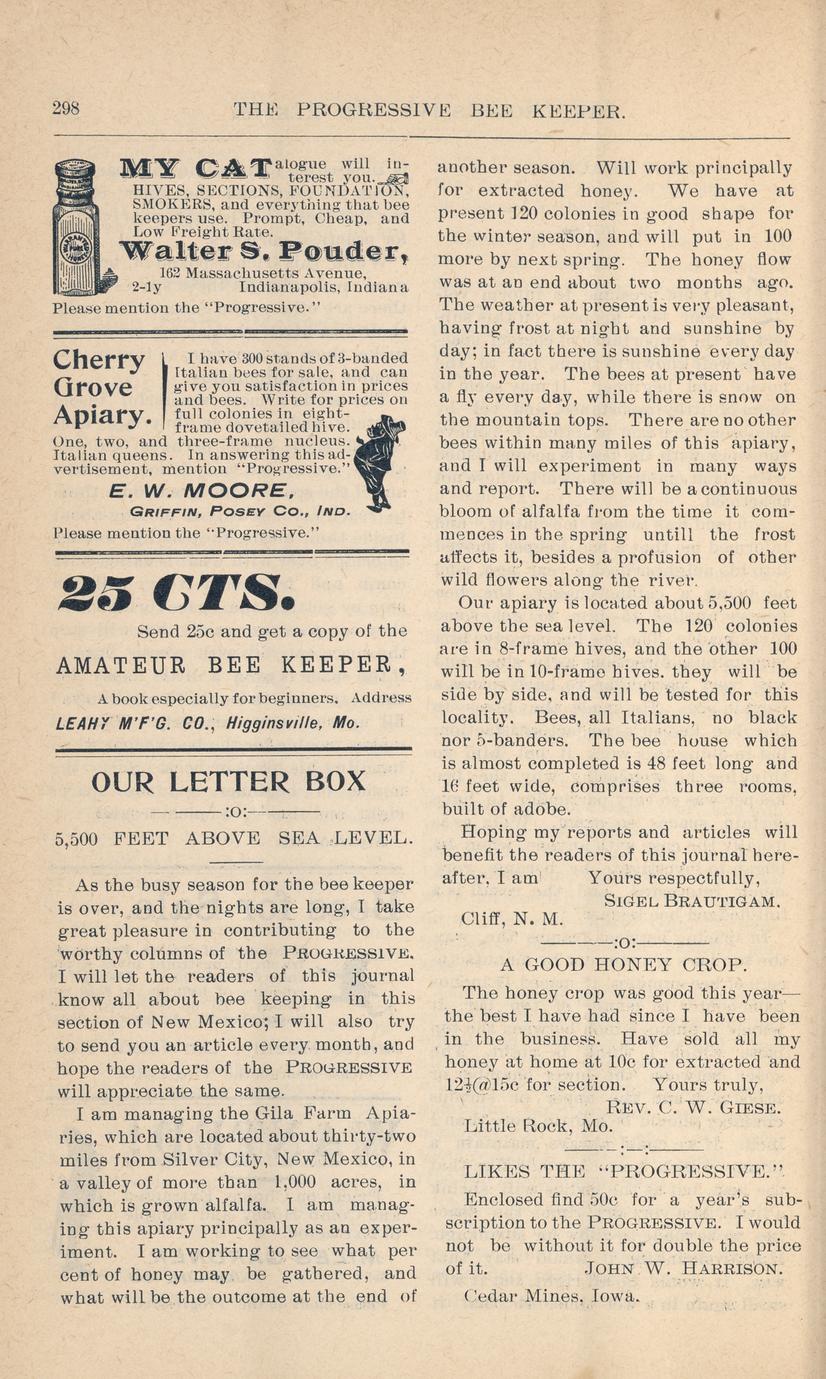 298 THE PROGRESSIVE BEE KEEPER.
MY CATalogue will in-
terest you.
HIVES, SECTIONS, FOUNDATION,
SMOKERS, and everything that bee
keepers use. Prompt, Cheap, and
Low Freight Rate.
Walter S. Pouder,
162 Massachusetts Avenue,
2-1y Indianapolis, Indiana
Please mention the "Progressive."
Cherry
Grove
Apiary.
I have 300 stands of 3-banded
Italian bees for sale, and can
give you satisfaction in prices
and bees. Write for prices on
full colonies in eight-
frame dovetailed hive.
One, two, and three-frame nucleus.
Italian queens. In answering this ad-
vertisement, mention "Progressive."
E. W. MOORE,
GRIFFIN, POSEY CO., IND.
Please mention the "Progressive."
25 CTS.
Send 25c and get a copy of the
AMATEUR BEE KEEPER,
A book especially for beginners. Address
LEAHY M'F'G. CO., Higginsville, Mo.
OUR LETTER BOX
:o:
5,500 FEET ABOVE SEA LEVEL.
As the busy season for the bee keeper
is over, and the nights are long, I take
great pleasure in contributing to the
worthy columns of the PROGRESSIVE.
I will let the readers of this journal
know all about bee keeping in this
section of New Mexico; I will also try
to send you an article every month, and
hope the readers of the PROGRESSIVE
will appreciate the same.
I am managing the Gila Farm Apia-
ries, which are located about thirty-two
miles from Silver City, New Mexico, in
a valley of more than 1,000 acres, in
which is grown alfalfa. I am manag-
ing this apiary principally as an exper-
iment. I am working to see what per
cent of honey may be gathered, and
what will be the outcome at the end of
another season. Will work principally
for extracted honey. We have at
present 120 colonies in good shape for
the winter season, and will put in 100
more by next spring. The honey flow
was at an end about two months ago.
The weather at present is very pleasant,
having frost at night and sunshine by
day; in fact there is sunshine every day
in the year. The bees at present have
a fly every day, while there is snow on
the mountain tops. There are no other
bees within many miles of this apiary,
and I will experiment in many ways
and report. There will be a continuous
bloom of alfalfa from the time it com-
mences in the spring untill the frost
affects it, besides a profusion of other
wild flowers along the river.
Our apiary is located about 5,500 feet
above the sea level. The 120 colonies
are in 8-frame hives, and the other 100
will be in 10-frame hives. they will be
side by side, and will be tested for this
locality. Bees, all Italians, no black
nor 5-banders. The bee house which
is almost completed is 48 feet long and
16 feet wide, comprises three rooms,
built of adobe.
Hoping my reports and articles will
benefit the readers of this journal here-
after, I am Yours respectfully,
SIGEL BRAUTIGAM.
Cliff, N. M.
:o:
A GOOD HONEY CROP.
The honey crop was good this year—
the best I have had since I have been
in the business. Have sold all my
honey at home at 10c for extracted and
12½@15c for section. Yours truly,
REV. C. W. GIESE.
Little Rock, Mo.
:—:
LIKES THE "PROGRESSIVE."
Enclosed find 50c for a year's sub-
scription to the PROGRESSIVE. I would
not be without it for double the price
of it. JOHN W. HARRISON.
Cedar Mines, Iowa.